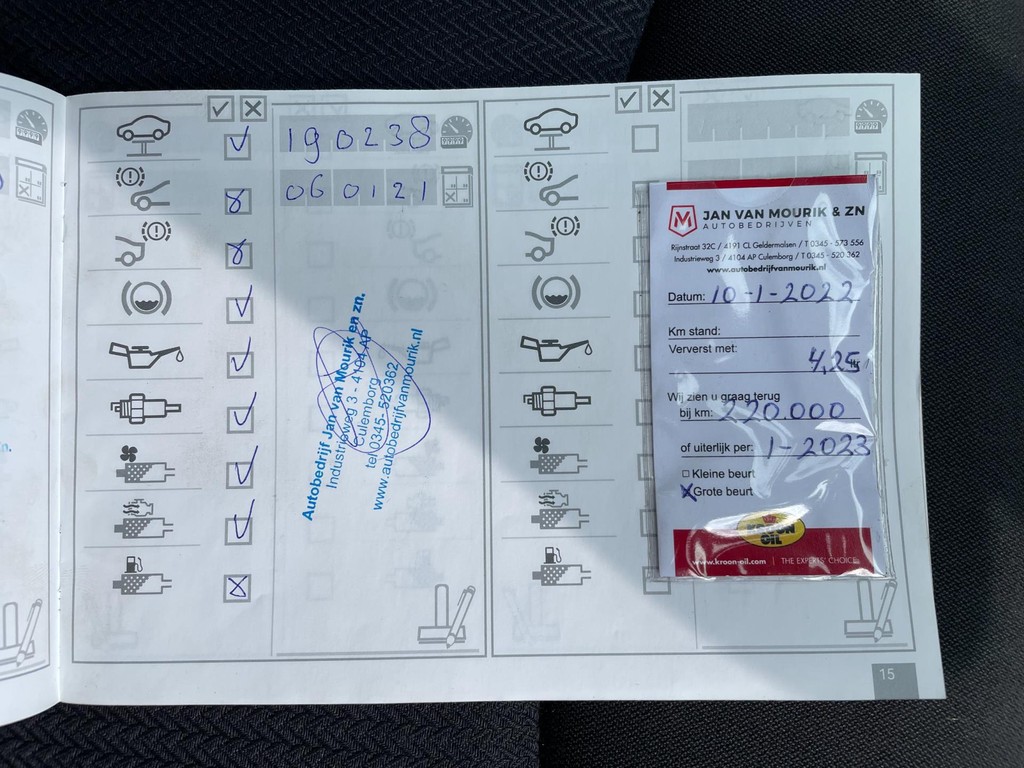 190238
060121
Autobedrijf Jan van Mourik en zn.
Industrieweg 3 - 4104 AP
Culemborg
tel 0345- 520362
www.autobedrijfvanmourik.nl
M JAN VAN MOURIK & ZN
AUTOBEDRIJVEN
Rijnstraat 32C / 4191 CL Geldermalsen / T 0345 - 573 556
Industrieweg 3 / 4104 AP Culemborg / T 0345 - 520 362
www.autobedrijfvanmourik.nl
Datum: 10-1-2022
Km stand:
Ververst met: 4,25 ltr
Wij zien u graag terug
bij km: 220.000
of uiterlijk per: 1-2023
Kleine beurt
Grote beurt
KROON
OIL
www.kroon-oil.com | THE EXPERTS' CHOICE
15